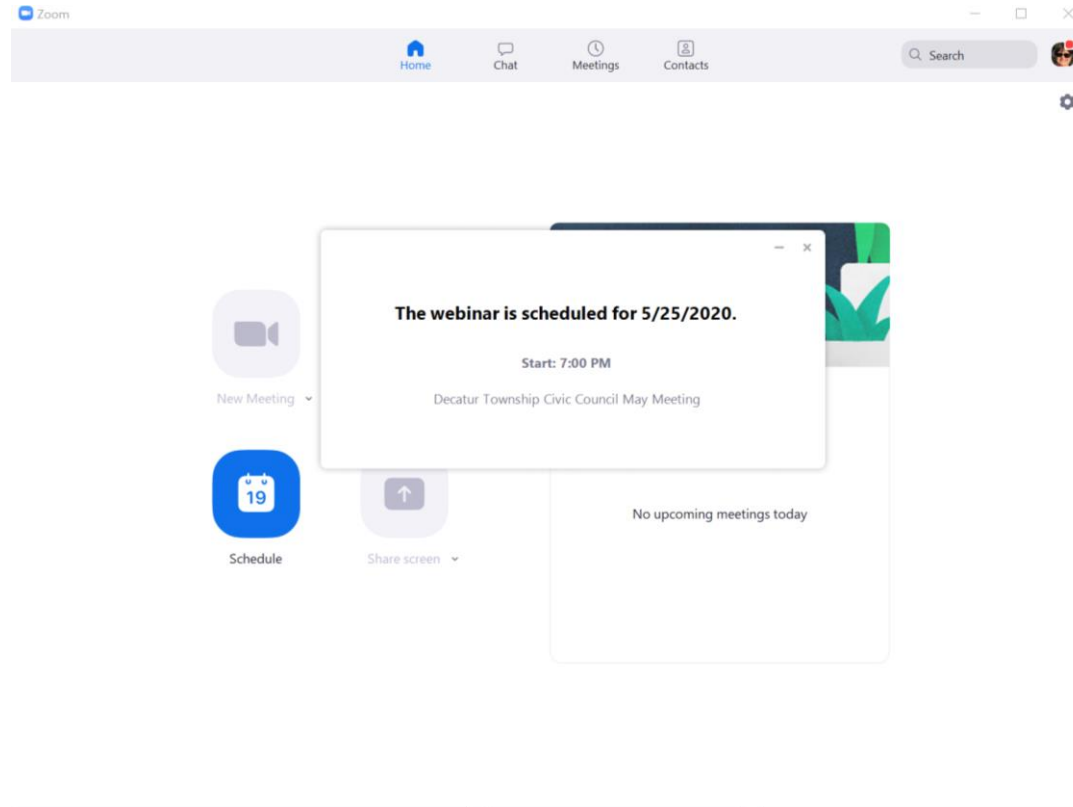 Zoom
Home
Chat
Meetings
Contacts
Search
The webinar is scheduled for 5/25/2020.
Start: 7:00 PM
Decatur Township Civic Council May Meeting
New Meeting
19
Schedule
Share screen
No upcoming meetings today